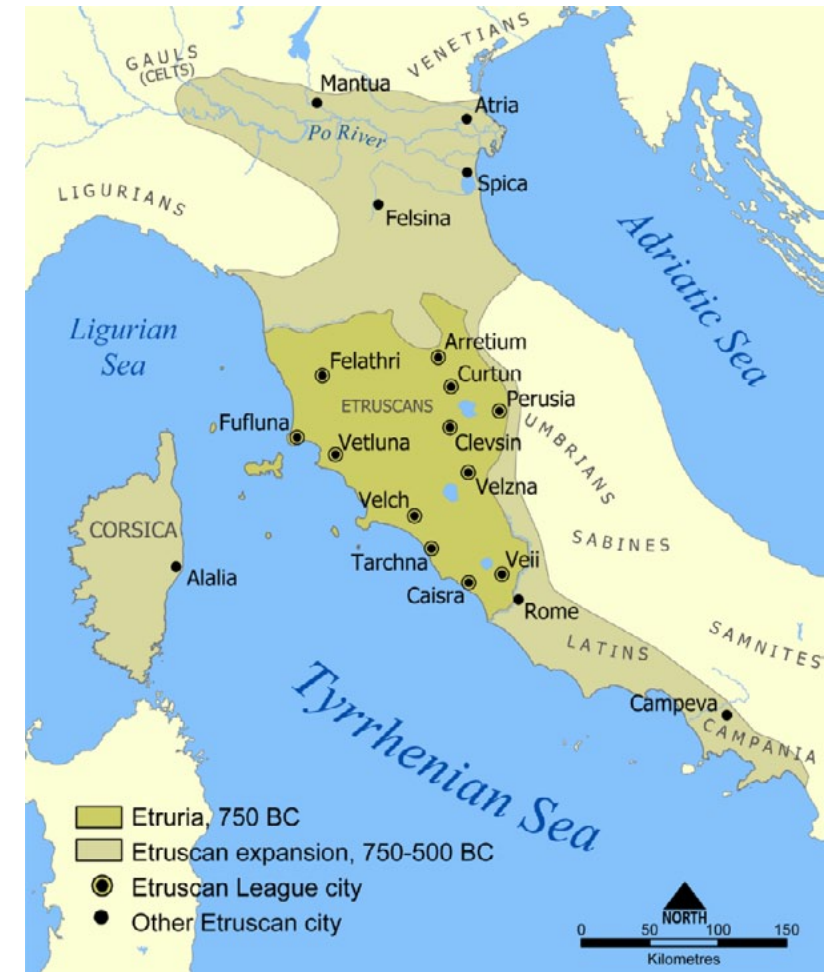 GAULS
(CELTS)
VENETIANS
Mantua
Atria
Po River
Spica
LIGURIANS
Felsina
Adriatic Sea
Ligurian
Sea
Arretium
Felathri
Curtun
ETRUSCANS
Perusia
Fufluna
Clevsin
UMBRIANS
Vetluna
Velzna
Velch
CORSICA
SABINES
Tarchna
Veii
Alalia
Caisra
Rome
LATINS
SAMNITES
Campeva
CAMPANIA
Tyrrhenian Sea
Etruria, 750 BC
Etruscan expansion, 750-500 BC
Etruscan League city
Other Etruscan city
NORTH
0 50 100 150
Kilometres